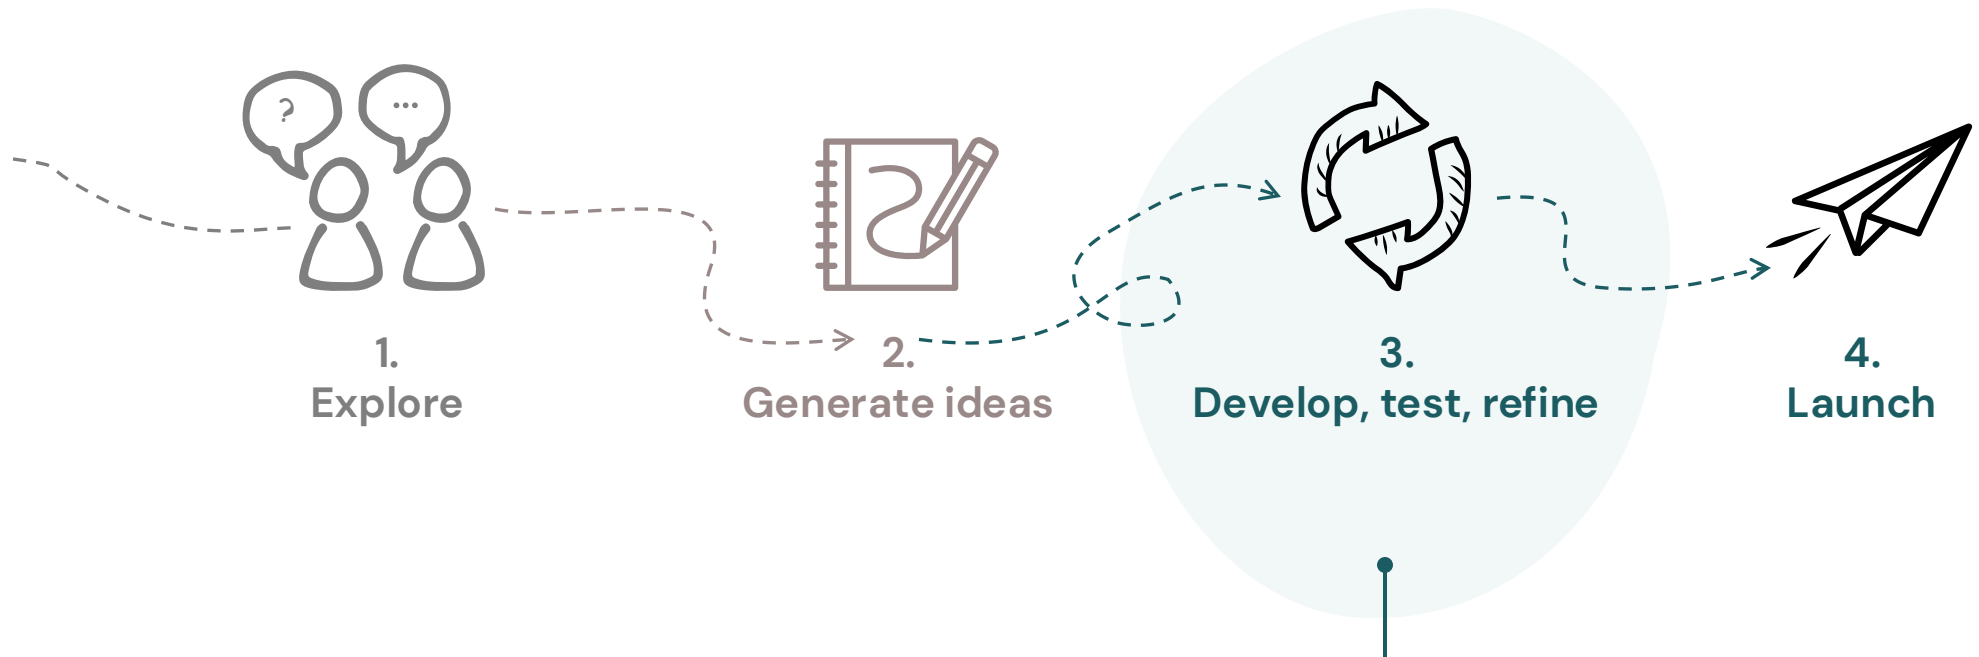 ?
...
1.
Explore
2.
Generate ideas
3.
Develop, test, refine
4.
Launch